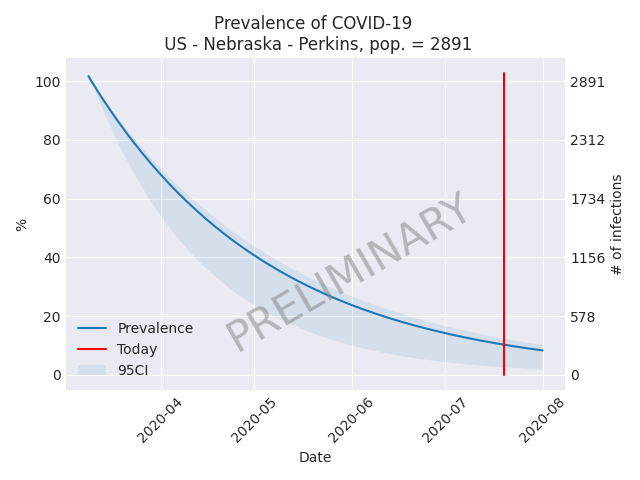 Prevalence of COVID-19
US - Nebraska - Perkins, pop. = 2891
100
80
60
40
20
0
%
2891
2312
1734
1156
578
0
# of infections
PRELIMINARY
Prevalence
Today
95CI
2020-04
2020-05
2020-06
2020-07
2020-08
Date